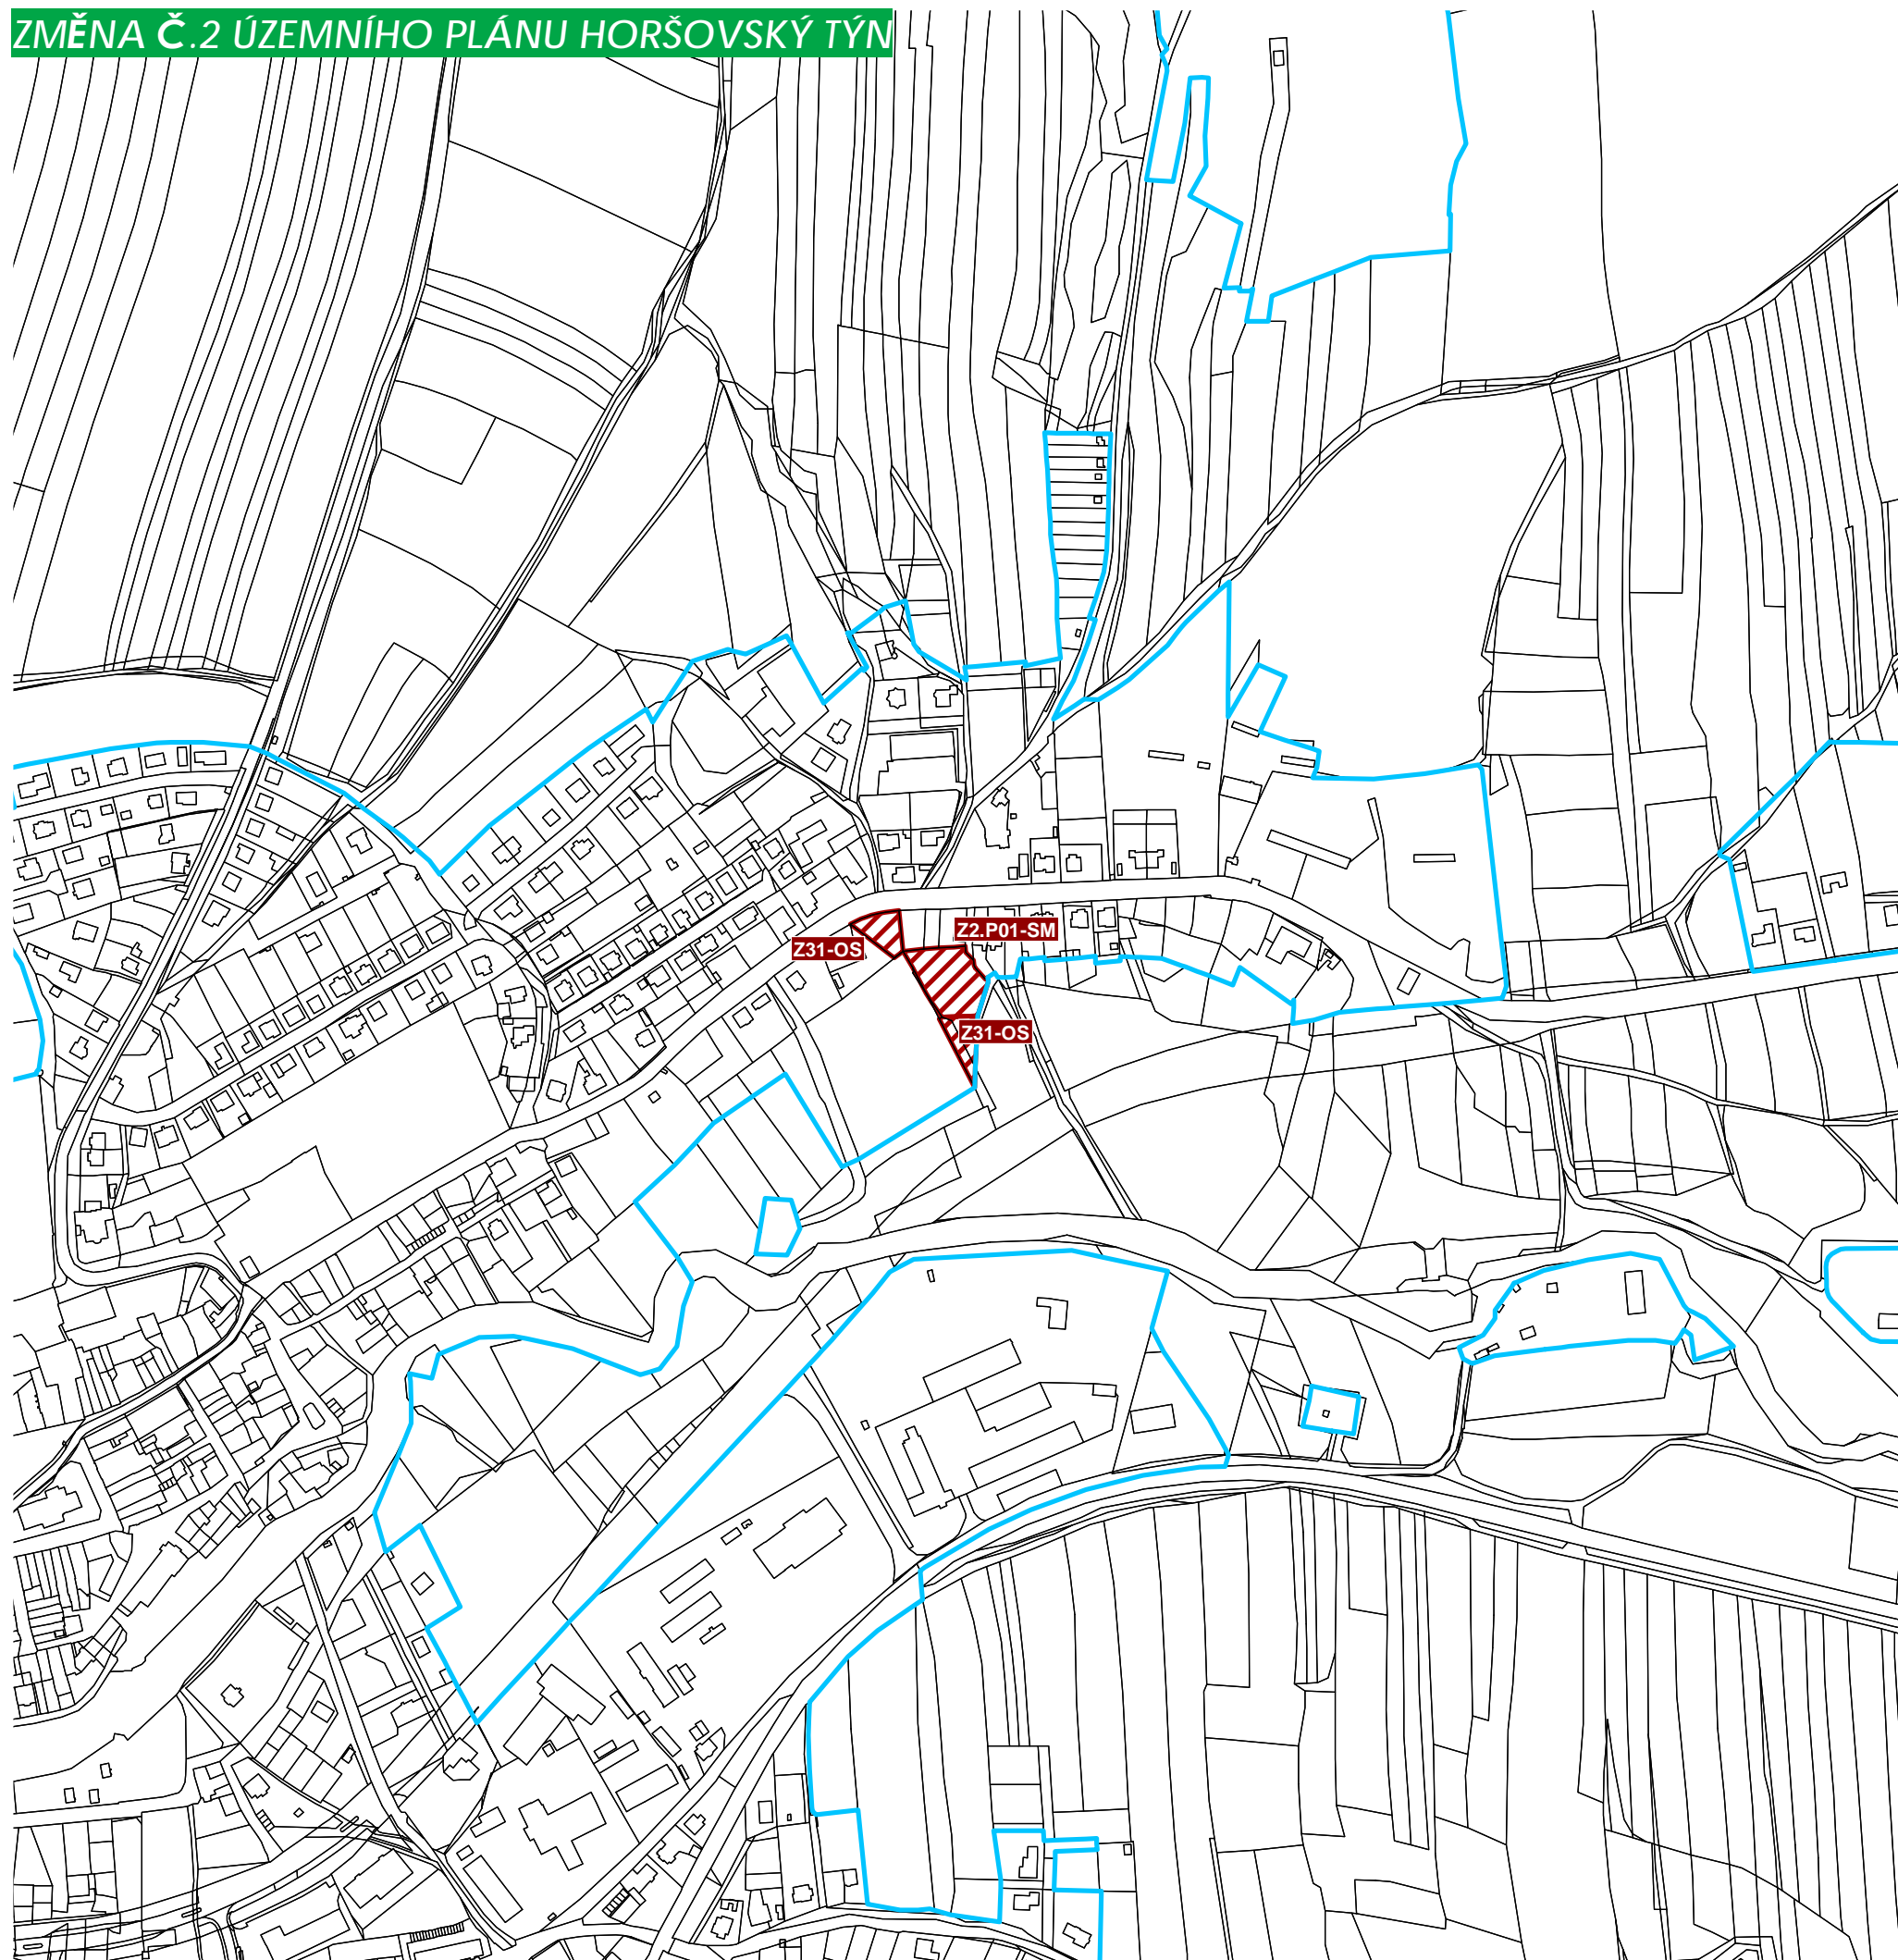 ZMĚNA Č.2 ÚZEMNÍHO PLÁNU HORŠOVSKÝ TÝN
Z2.P01-SM
Z31-OS
Z31-OS